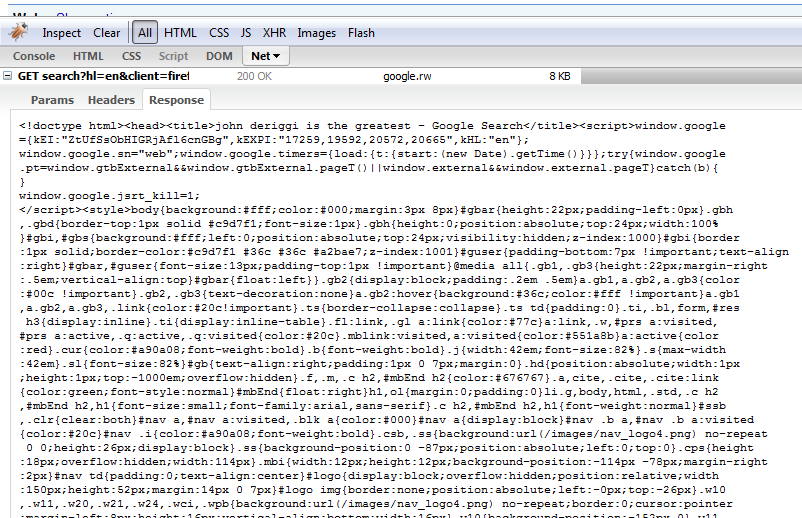 Inspect Clear All HTML CSS JS XHR Images Flash
Console HTML CSS Script DOM Net
GET search?hl=en&client=firef 200 OK google.rw 8 KB
Params Headers Response
<!doctype html><head><title>john deriggi is the greatest - Google Search</title><script>window.google
={kEI:"ZtUfSsObHIGRjAfl6cnGBg",kEXPI:"17259,19592,20572,20665",kHL:"en"};
window.google.sn="web";window.google.timers={load:{t:{start:(new Date).getTime()}}};try{window.google
.pt=window.gtbExternal&&window.gtbExternal.pageT()||window.external&&window.external.pageT}catch(b){
}
window.google.jsrt_kill=1;
</script><style>body{background:#fff;color:#000;margin:3px 8px}#gbar{height:22px;padding-left:0px}.gbh
,.gbd{border-top:1px solid #c9d7f1;font-size:1px}.gbh{height:0;position:absolute;top:24px;width:100%
}#gbi,#gbs{background:#fff;left:0;position:absolute;top:24px;visibility:hidden;z-index:1000}#gbi{border
:1px solid;border-color:#c9d7f1 #36c #36c #a2bae7;z-index:1001}#guser{padding-bottom:7px !important;text-align
:right}#gbar,#guser{font-size:13px;padding-top:1px !important}@media all{.gb1,.gb3{height:22px;margin-right
:.5em;vertical-align:top}#gbar{float:left}}.gb2{display:block;padding:.2em .5em}a.gb1,a.gb2,a.gb3{color
:#00c !important}.gb2,.gb3{text-decoration:none}a.gb2:hover{background:#36c;color:#fff !important}a.gb1
,a.gb2,a.gb3,.link{color:#20c!important}.ts{border-collapse:collapse}.ts td{padding:0}.ti,.bl,form,#res
 h3{display:inline}.ti{display:inline-table}.fl:link,.gl a:link{color:#77c}a:link,.w,#prs a:visited,
#prs a:active,.q:active,.q:visited{color:#20c}.mblink:visited,a:visited{color:#551a8b}a:active{color
:red}.cur{color:#a90a08;font-weight:bold}.b{font-weight:bold}.j{width:42em;font-size:82%}.s{max-width
:42em}.sl{font-size:82%}#gb{text-align:right;padding:1px 0 7px;margin:0}.hd{position:absolute;width:1px
;height:1px;top:-1000em;overflow:hidden}.f,.m,.c h2,#mbEnd h2{color:#676767}.a,cite,.cite,.cite:link
{color:green;font-style:normal}#mbEnd{float:right}h1,ol{margin:0;padding:0}li.g,body,html,.std,.c h2
,#mbEnd h2,h1{font-size:small;font-family:arial,sans-serif}.c h2,#mbEnd h2,h1{font-weight:normal}#ssb
,.clr{clear:both}#nav a,#nav a:visited,.blk a{color:#000}#nav a{display:block}#nav .b a,#nav .b a:visited
{color:#20c}#nav .i{color:#a90a08;font-weight:bold}.csb,.ss{background:url(/images/nav_logo4.png) no-repeat
 0 0;height:26px;display:block}.ss{background-position:0 -87px;position:absolute;left:0;top:0}.cps{height
:18px;overflow:hidden;width:114px}.mbi{width:12px;height:12px;background-position:-114px -78px;margin-right
:2px}#nav td{padding:0;text-align:center}#logo{display:block;overflow:hidden;position:relative;width
:150px;height:52px;margin:14px 0 7px}#logo img{border:none;position:absolute;left:-0px;top:-26px}.w10
,.w11,.w20,.w21,.w24,.wci,.wpb{background:url(/images/nav_logo4.png) no-repeat;border:0;cursor:pointer